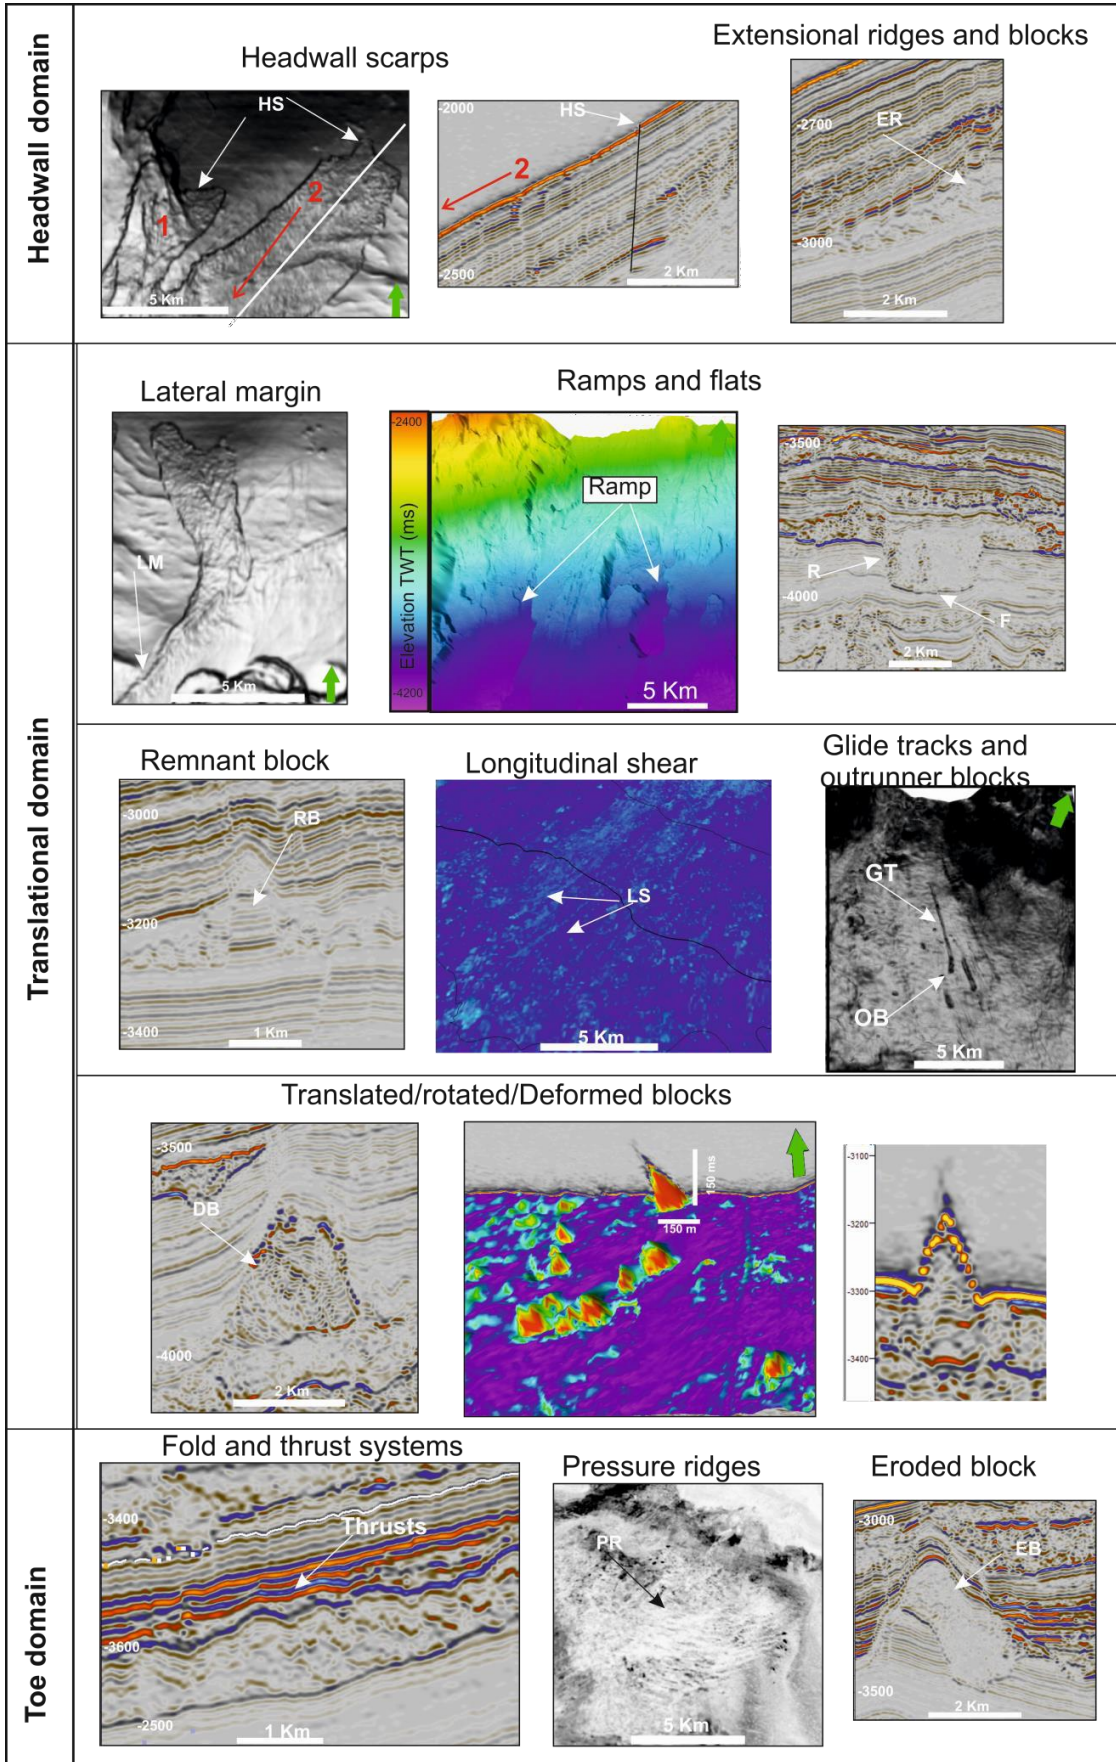 Headwall domain
Headwall scarps
Extensional ridges and blocks
HS
1
2
5 Km
-2000
HS
2
-2500
2 Km
-2700
ER
-3000
2 Km
Translational domain
Lateral margin
Ramps and flats
LM
5 Km
-2400
Elevation TWT (ms)
-4200
Ramp
5 Km
-3500
R
-4000
F
2 Km
Remnant block
Longitudinal shear
Glide tracks and
outrunner blocks
-3000
RB
-3200
-3400
1 Km
LS
5 Km
GT
OB
5 Km
Translated/rotated/Deformed blocks
-3500
DB
-4000
2 Km
150 ms
150 m
-3100
-3200
-3300
-3400
Toe domain
Fold and thrust systems
Pressure ridges
Eroded block
-3400
Thrusts
-3600
-2500
1 Km
PR
5 Km
-3000
EB
-3500
2 Km